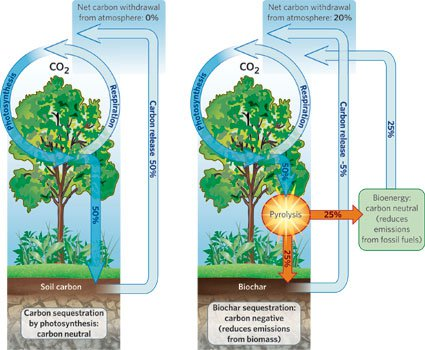 Net carbon withdrawal
from atmosphere: 0%
CO2
Photosynthesis
Respiration
Carbon release 50%
50%
Soil carbon
Carbon sequestration
by photosynthesis:
carbon neutral
Net carbon withdrawal
from atmosphere: 20%
CO2
Photosynthesis
Respiration
Carbon release ~5%
25%
50%
Pyrolysis
25%
Bioenergy:
carbon neutral
(reduces
emissions
from fossil fuels)
25%
Biochar
Biochar sequestration:
carbon negative
(reduces emissions
from biomass)